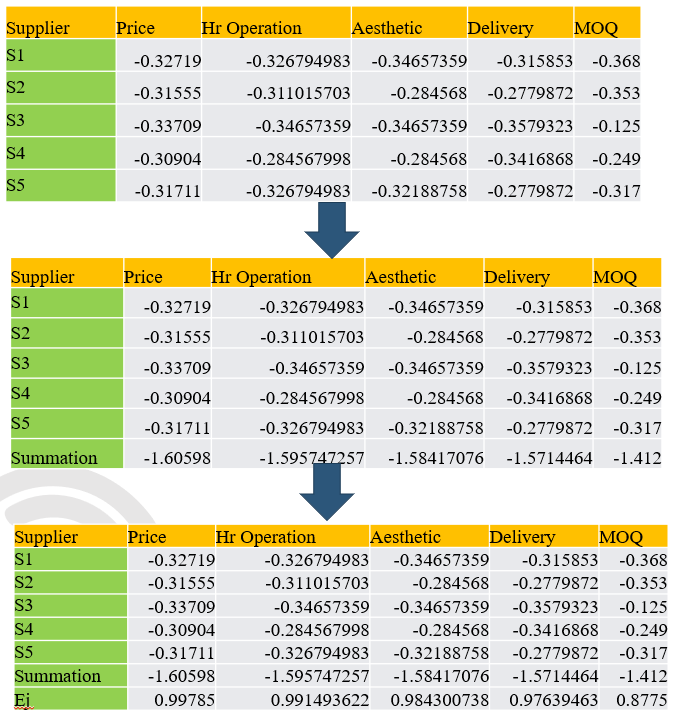 Supplier Price Hr Operation Aesthetic Delivery MOQ
S1 -0.32719 -0.326794983 -0.34657359 -0.315853 -0.368
S2 -0.31555 -0.311015703 -0.284568 -0.2779872 -0.353
S3 -0.33709 -0.34657359 -0.34657359 -0.3579323 -0.125
S4 -0.30904 -0.284567998 -0.284568 -0.3416868 -0.249
S5 -0.31711 -0.326794983 -0.32188758 -0.2779872 -0.317
Supplier Price Hr Operation Aesthetic Delivery MOQ
S1 -0.32719 -0.326794983 -0.34657359 -0.315853 -0.368
S2 -0.31555 -0.311015703 -0.284568 -0.2779872 -0.353
S3 -0.33709 -0.34657359 -0.34657359 -0.3579323 -0.125
S4 -0.30904 -0.284567998 -0.284568 -0.3416868 -0.249
S5 -0.31711 -0.326794983 -0.32188758 -0.2779872 -0.317
Summation -1.60598 -1.595747257 -1.58417076 -1.5714464 -1.412
Supplier Price Hr Operation Aesthetic Delivery MOQ
S1 -0.32719 -0.326794983 -0.34657359 -0.315853 -0.368
S2 -0.31555 -0.311015703 -0.284568 -0.2779872 -0.353
S3 -0.33709 -0.34657359 -0.34657359 -0.3579323 -0.125
S4 -0.30904 -0.284567998 -0.284568 -0.3416868 -0.249
S5 -0.31711 -0.326794983 -0.32188758 -0.2779872 -0.317
Summation -1.60598 -1.595747257 -1.58417076 -1.5714464 -1.412
Ej 0.99785 0.991493622 0.984300738 0.97639463 0.8775